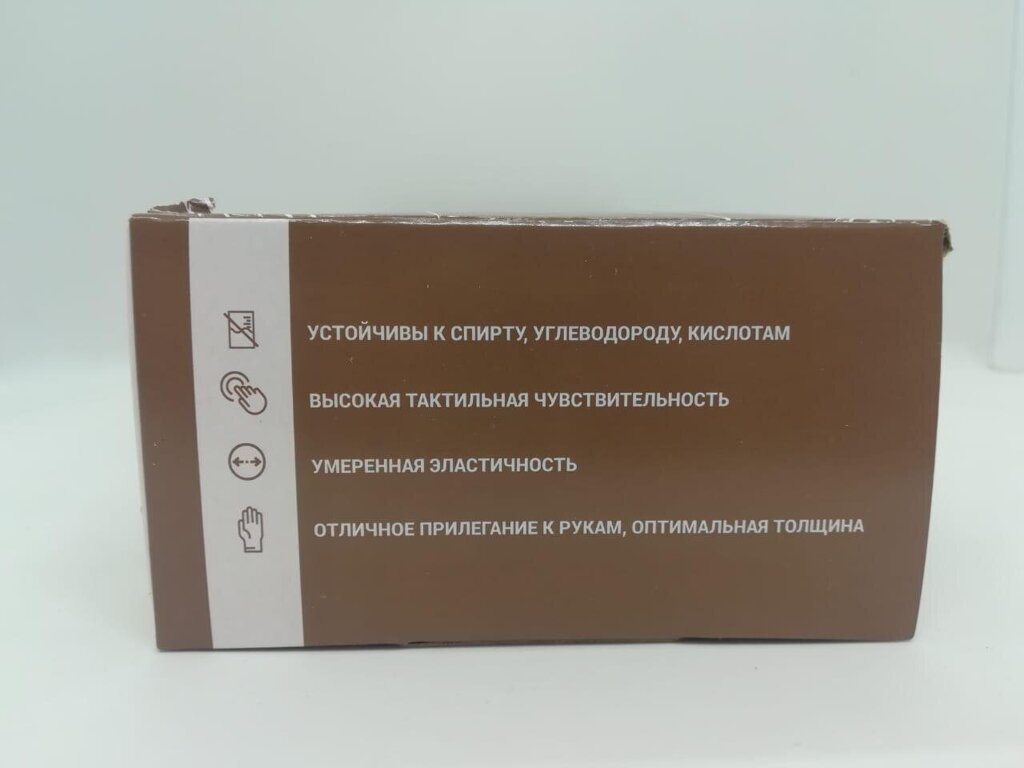 УСТОЙЧИВЫ К СПИРТУ, УГЛЕВОДОРОДУ, КИСЛОТАМ
ВЫСОКАЯ ТАКТИЛЬНАЯ ЧУВСТВИТЕЛЬНОСТЬ
УМЕРЕННАЯ ЭЛАСТИЧНОСТЬ
ОТЛИЧНОЕ ПРИЛЕГАНИЕ К РУКАМ, ОПТИМАЛЬНАЯ ТОЛЩИНА